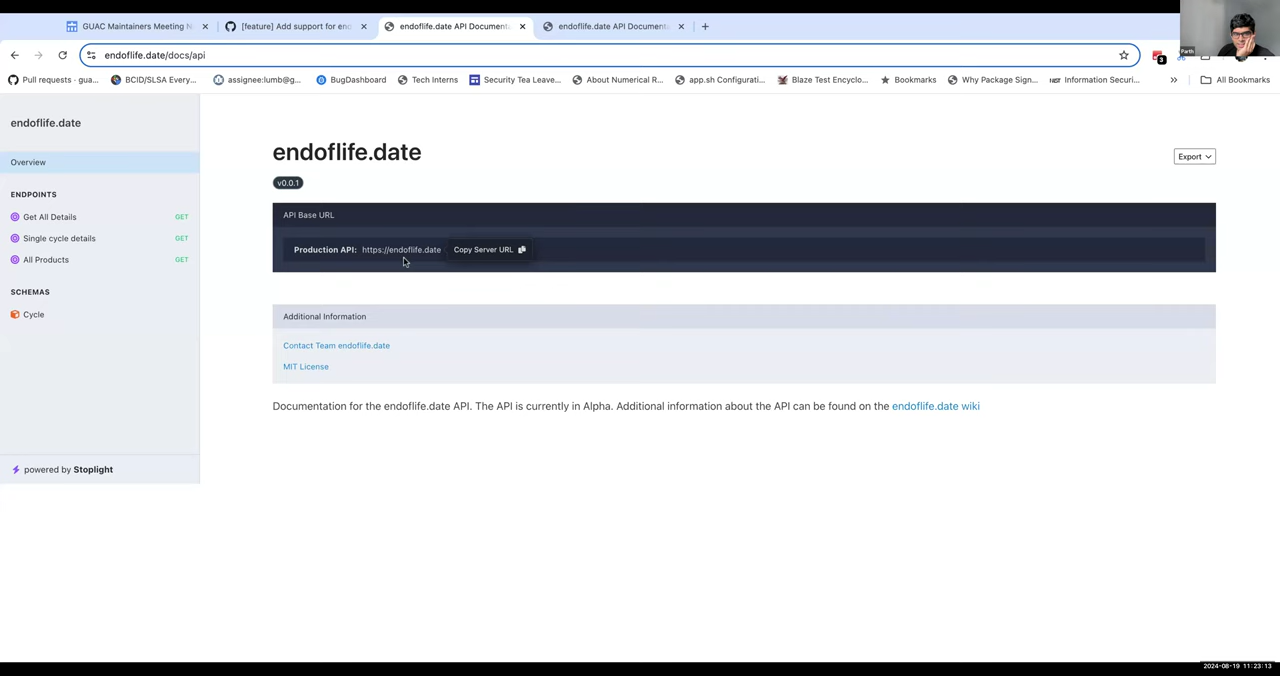 GUAC Maintainers Meeting N
[feature] Add support for end
endoflife.date API Documenta
endoflife.date API Documenta
endoflife.date/docs/api
Parth
3
Pull requests · gua...
BCID/SLSA Every...
assignee:lumb@g...
BugDashboard
Tech Interns
Security Tea Leave...
About Numerical R...
app.sh Configurati...
Blaze Test Encyclo...
Bookmarks
Why Package Sign...
Information Securi...
All Bookmarks
endoflife.date
Overview
ENDPOINTS
Get All Details GET
Single cycle details GET
All Products GET
SCHEMAS
Cycle
powered by Stoplight
endoflife.date
Export
v0.0.1
API Base URL
Production API: https://endoflife.date Copy Server URL
Additional Information
Contact Team endoflife.date
MIT License
Documentation for the endoflife.date API. The API is currently in Alpha. Additional information about the API can be found on the endoflife.date wiki
2024-08-19 11:23:13